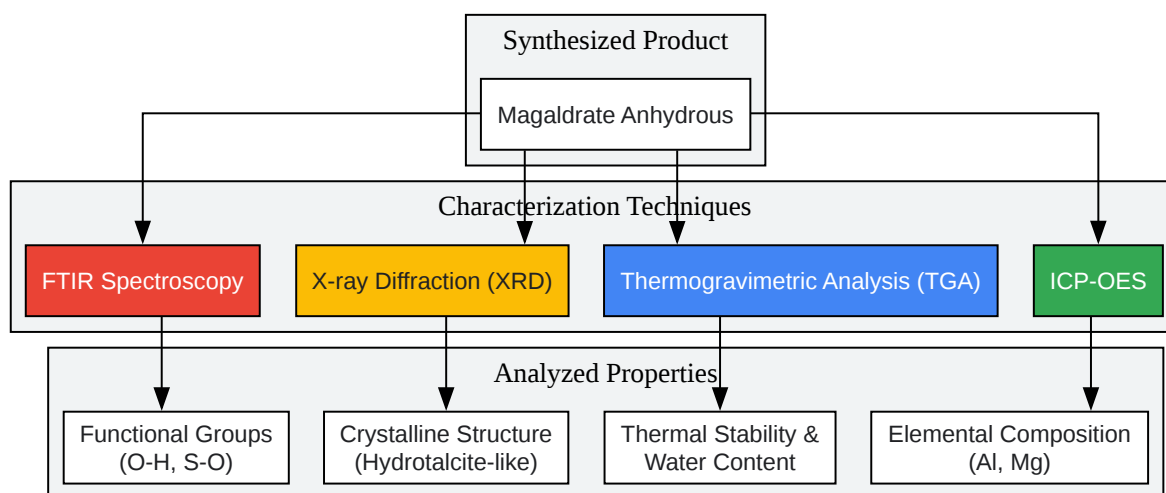 Synthesized Product
Magaldrate Anhydrous
Characterization Techniques
FTIR Spectroscopy
X-ray Diffraction (XRD)
Thermogravimetric Analysis (TGA)
ICP-OES
Analyzed Properties
Functional Groups
(O-H, S-O)
Crystalline Structure
(Hydrotalcite-like)
Thermal Stability &
Water Content
Elemental Composition
(Al, Mg)